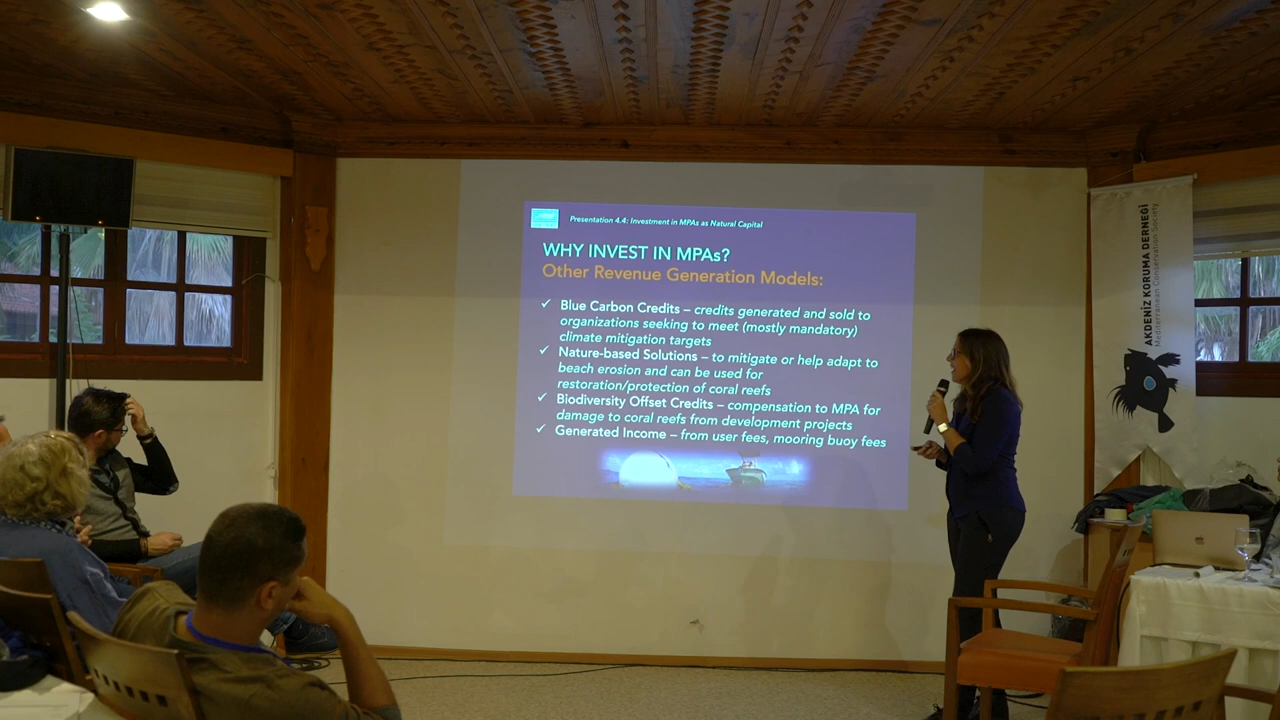 Presentation 4.4: Investment in MPAs as Natural Capital
WHY INVEST IN MPAs?
Other Revenue Generation Models:
✓ Blue Carbon Credits – credits generated and sold to
organizations seeking to meet (mostly mandatory)
climate mitigation targets
✓ Nature-based Solutions – to mitigate or help adapt to
beach erosion and can be used for
restoration/protection of coral reefs
✓ Biodiversity Offset Credits – compensation to MPA for
damage to coral reefs from development projects
✓ Generated Income – from user fees, mooring buoy fees
AKDENİZ KORUMA DERNEĞİ
Mediterranean Conservation Society